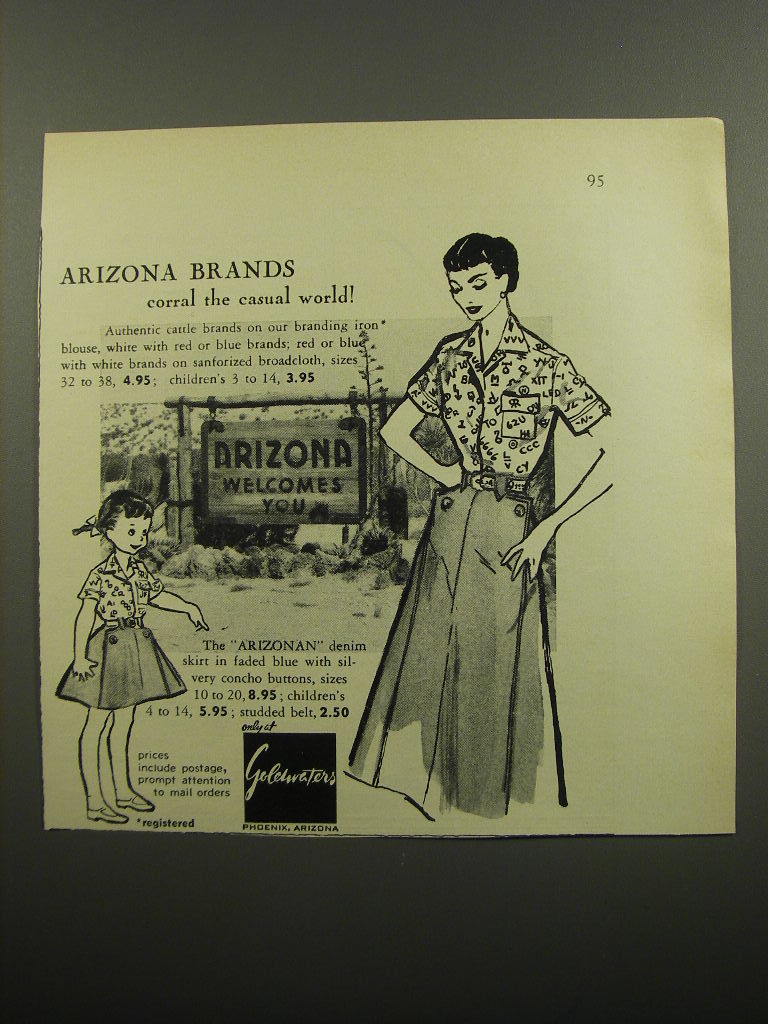 95
ARIZONA BRANDS
corral the casual world!
Authentic cattle brands on our branding iron*
blouse, white with red or blue brands; red or blue
with white brands on sanforized broadcloth, sizes
32 to 38, 4.95; children's 3 to 14, 3.95
ARIZONA
WELCOMES
YOU
The "ARIZONAN" denim
skirt in faded blue with sil-
very concho buttons, sizes
10 to 20, 8.95; children's
4 to 14, 5.95; studded belt, 2.50
only at
Goldwaters
PHOENIX, ARIZONA
prices
include postage,
prompt attention
to mail orders
*registered